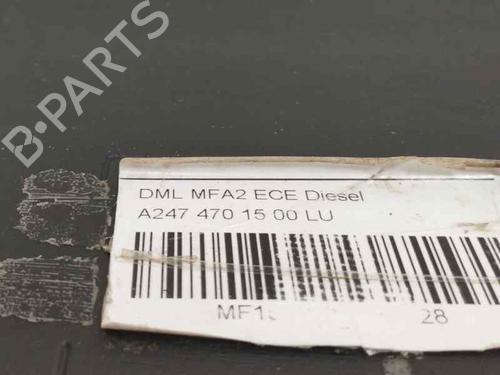 B-PARTS
DML MFA2 ECE Diesel
A247 470 15 00 LU
28